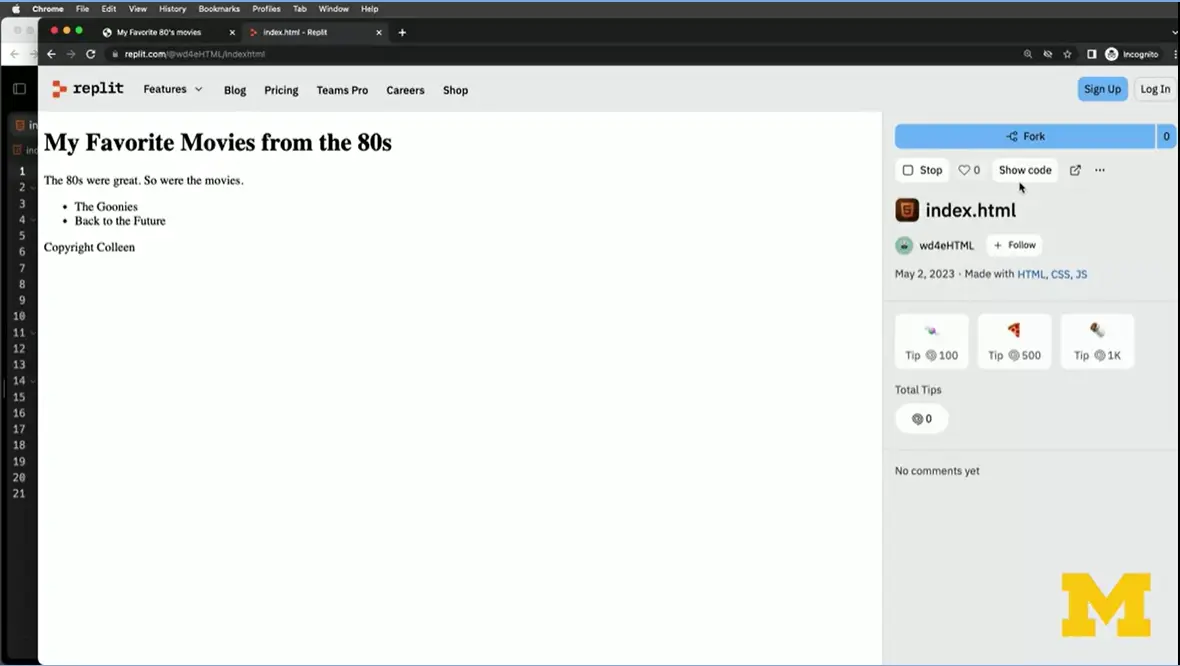 Chrome File Edit View History Bookmarks Profiles Tab Window Help
My Favorite 80's movies
index.html - Replit
replit.com/@wd4eHTML/indexhtml
Incognito
replit
Features
Blog
Pricing
Teams Pro
Careers
Shop
Sign Up
Log In
in
1
2
3
4
5
6
7
8
9
10
11
12
13
14
15
16
17
18
19
20
21
My Favorite Movies from the 80s
The 80s were great. So were the movies.
• The Goonies
• Back to the Future
Copyright Colleen
Fork 0
Stop 0 Show code
index.html
wd4eHTML + Follow
May 2, 2023 · Made with HTML, CSS, JS
Tip 100
Tip 500
Tip 1K
Total Tips
0
No comments yet
M